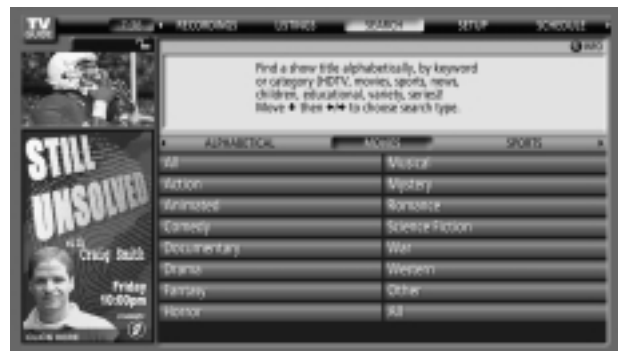 TV
GUIDE
RECORDINGS LISTINGS SEARCH SETUP SCHEDULE
INFO
Find a show title alphabetically, by keyword
or category (HDTV, movies, sports, news,
children, educational, variety, series)!
Move then to choose search type.
ALPHABETICAL MOVIES SPORTS
All Musical
Action Mystery
Animated Romance
Comedy Science Fiction
Documentary War
Drama Western
Fantasy Other
Horror All
STILL
UNSOLVED
with
Craig Smith
Friday
10:00pm